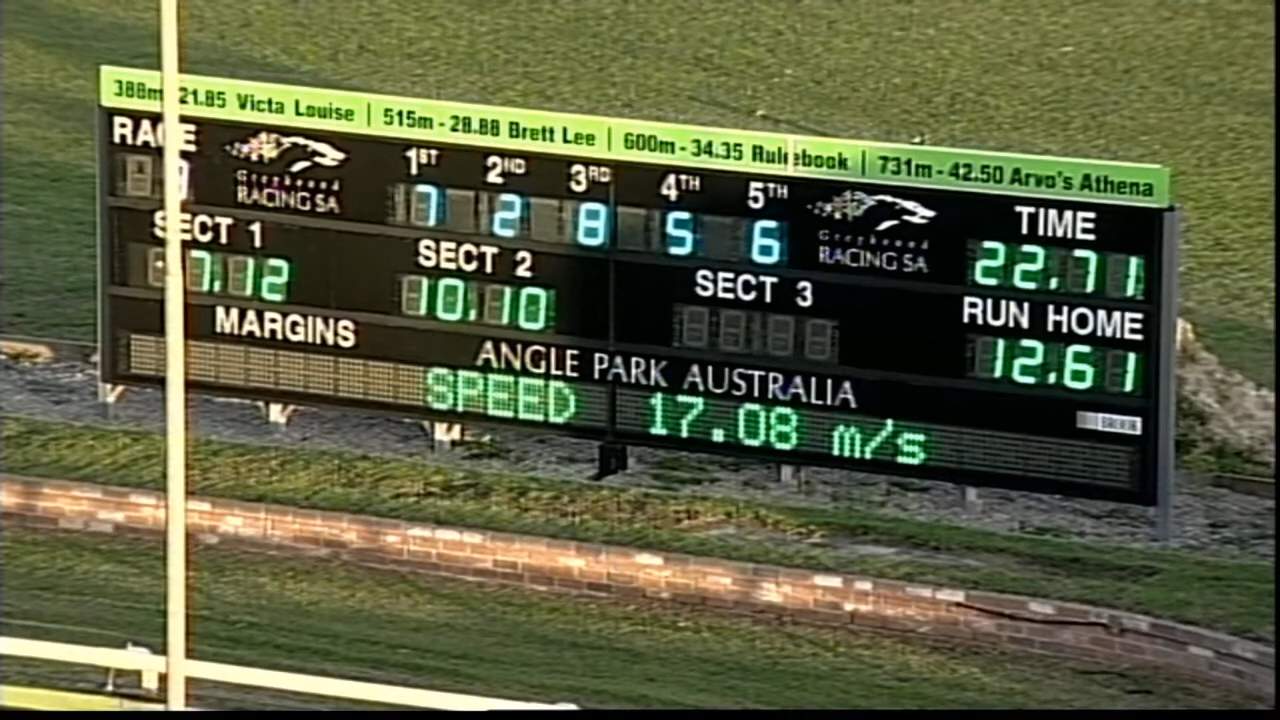 388m 21.85 Victa Louise | 515m - 28.88 Brett Lee | 600m - 34.35 Rulebook | 731m - 42.50 Arvo's Athena
RACE
Greyhound
RACING SA
1ST 2ND 3RD 4TH 5TH
7 2 8 5 6
Greyhound
RACING SA
TIME
22.71
SECT 1
7.12
SECT 2
10.10
SECT 3
RUN HOME
12.61
MARGINS
ANGLE PARK AUSTRALIA
SPEED 17.08 m/s